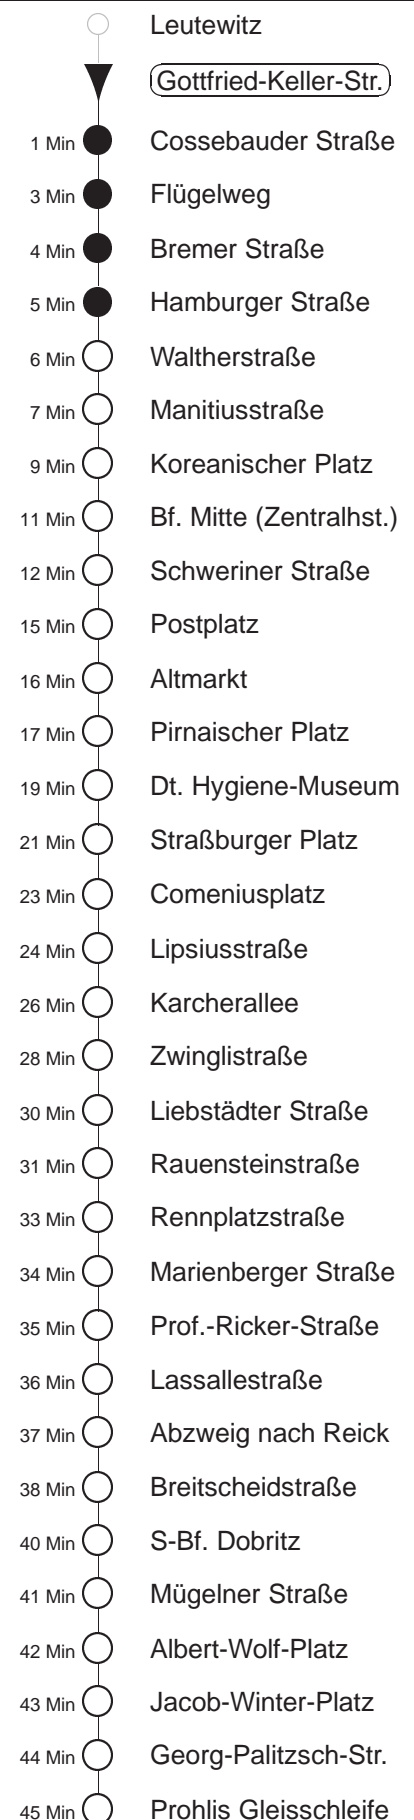 Leutewitz
Gottfried-Keller-Str.
1 Min Cossebauder Straße
3 Min Flügelweg
4 Min Bremer Straße
5 Min Hamburger Straße
6 Min Waltherstraße
7 Min Manitiusstraße
9 Min Koreanischer Platz
11 Min Bf. Mitte (Zentralhst.)
12 Min Schweriner Straße
15 Min Postplatz
16 Min Altmarkt
17 Min Pirnaischer Platz
19 Min Dt. Hygiene-Museum
21 Min Straßburger Platz
23 Min Comeniusplatz
24 Min Lipsiusstraße
26 Min Karcherallee
28 Min Zwinglistraße
30 Min Liebstädter Straße
31 Min Rauensteinstraße
33 Min Rennplatzstraße
34 Min Marienberger Straße
35 Min Prof.-Ricker-Straße
36 Min Lassallestraße
37 Min Abzweig nach Reick
38 Min Breitscheidstraße
40 Min S-Bf. Dobritz
41 Min Mügelner Straße
42 Min Albert-Wolf-Platz
43 Min Jacob-Winter-Platz
44 Min Georg-Palitzsch-Str.
45 Min Prohlis Gleisschleife